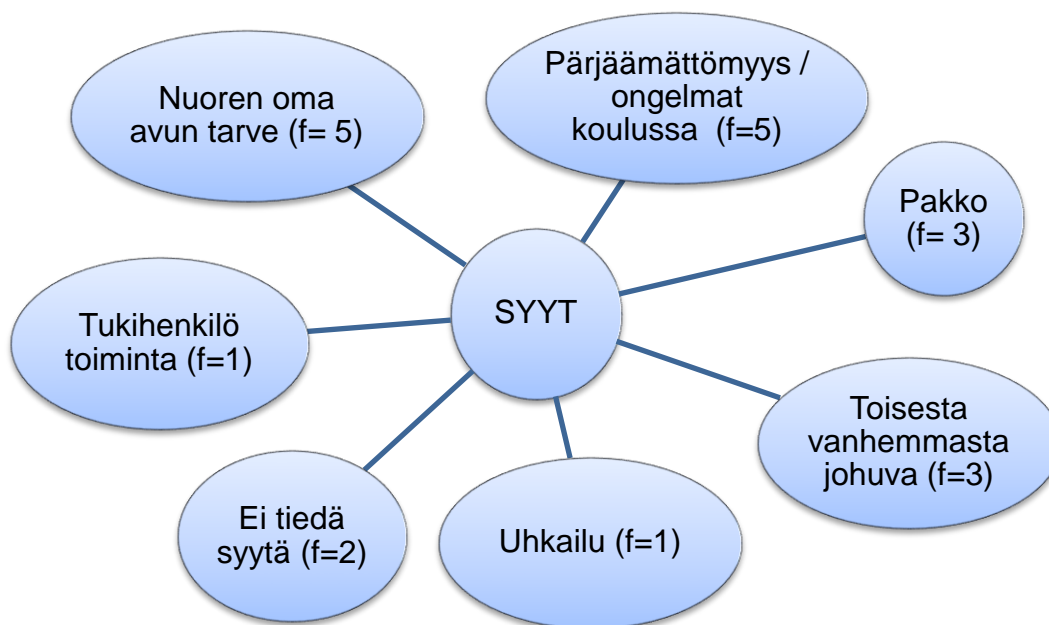 Nuoren oma
avun tarve (f= 5)
Pärjäämättömyys /
ongelmat
koulussa  (f=5)
Pakko
(f= 3)
SYYT
Tukihenkilö
toiminta (f=1)
Toisesta
vanhemmasta
johuva (f=3)
Ei tiedä
syytä (f=2)
Uhkailu (f=1)